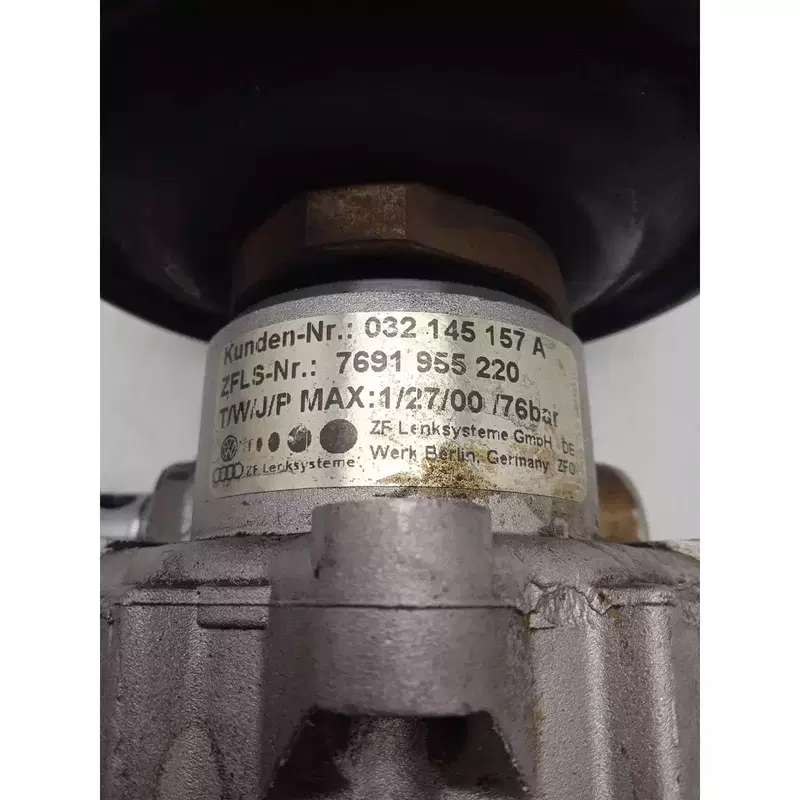 Kunden-Nr.: 032 145 157 A
ZFLS-Nr.: 7691 955 220
T/W/J/P MAX:1/27/00 /76bar
ZF Lenksysteme GmbH DE
ZF Lenksysteme Werk Berlin, Germany ZFO